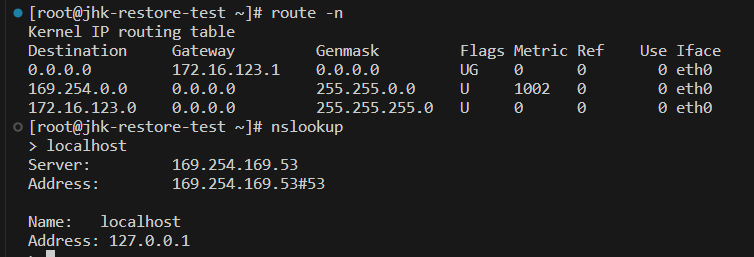 [root@jhk-restore-test ~]# route -n
Kernel IP routing table
Destination     Gateway         Genmask         Flags Metric Ref    Use Iface
0.0.0.0         172.16.123.1    0.0.0.0         UG    0      0        0 eth0
169.254.0.0     0.0.0.0         255.255.0.0     U     1002   0        0 eth0
172.16.123.0    0.0.0.0         255.255.255.0   U     0      0        0 eth0
[root@jhk-restore-test ~]# nslookup
> localhost
Server:         169.254.169.53
Address:        169.254.169.53#53

Name:   localhost
Address: 127.0.0.1